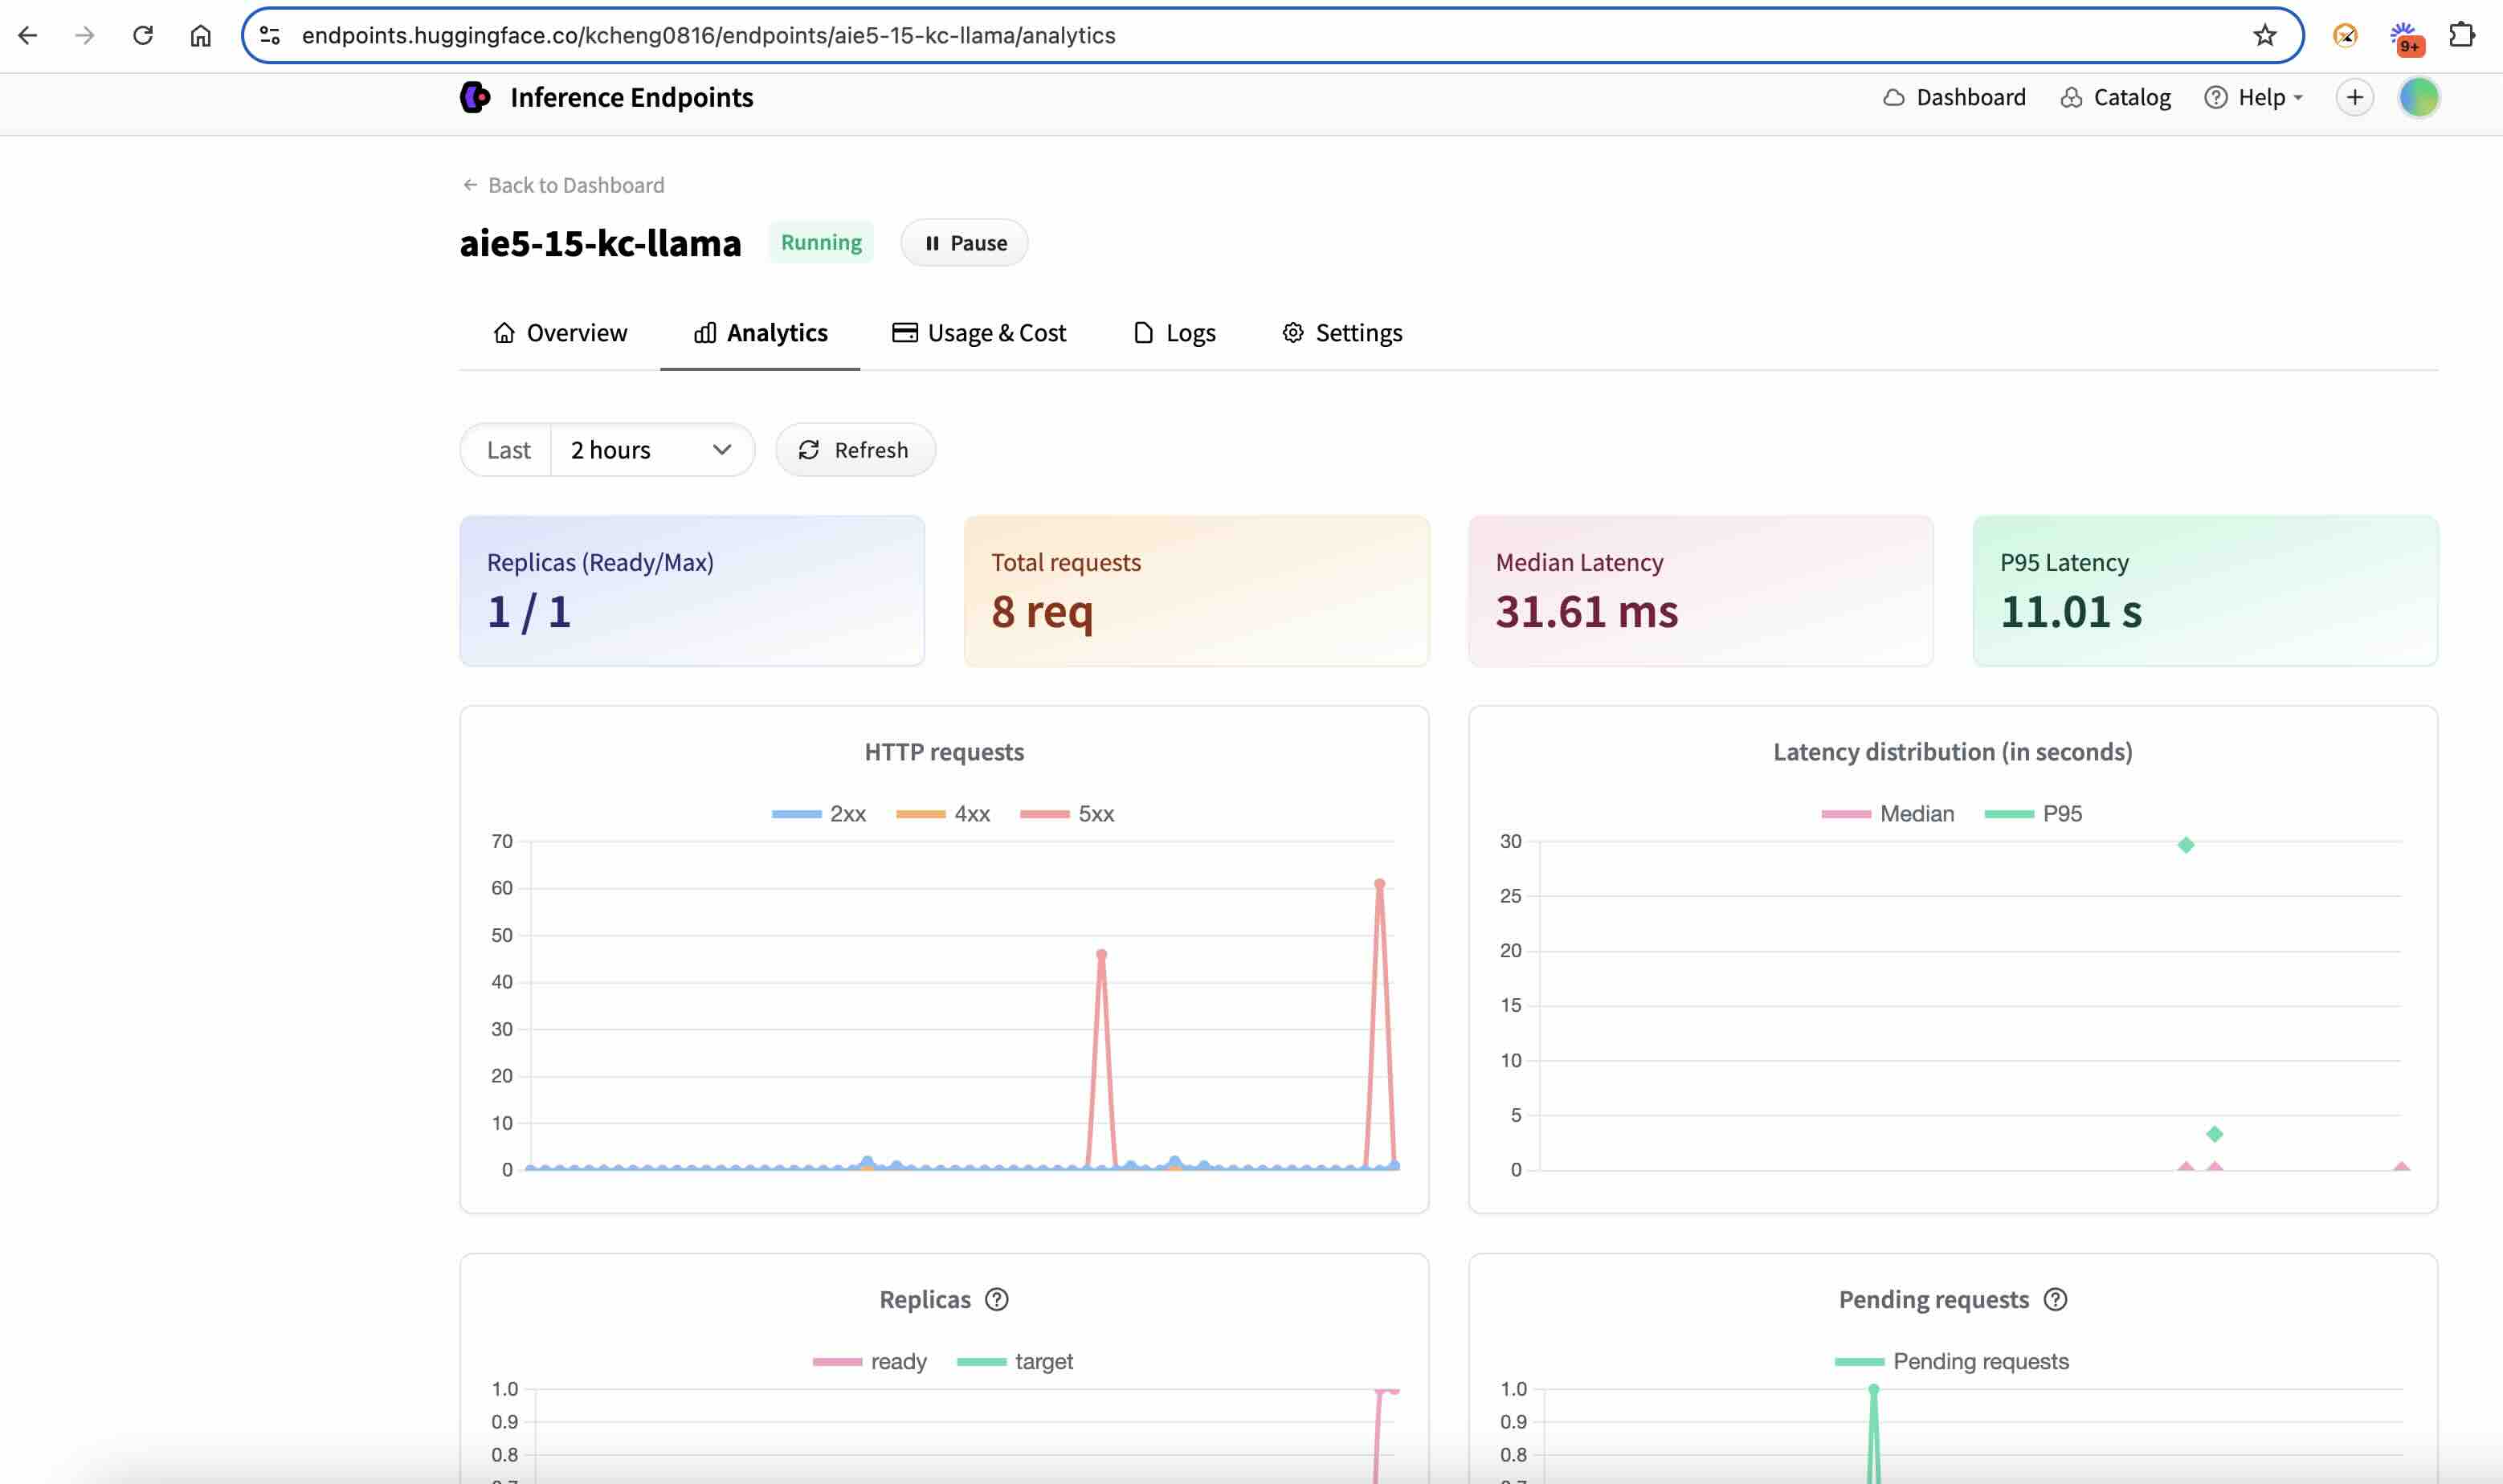 endpoints.huggingface.co/kcheng0816/endpoints/aie5-15-kc-llama/analytics
9+
Inference Endpoints
Dashboard
Catalog
Help
Back to Dashboard
aie5-15-kc-llama
Running
Pause
Overview
Analytics
Usage & Cost
Logs
Settings
Last
2 hours
Refresh
Replicas (Ready/Max)
1 / 1
Total requests
8 req
Median Latency
31.61 ms
P95 Latency
11.01 s
HTTP requests
2xx
4xx
5xx
70
60
50
40
30
20
10
0
Latency distribution (in seconds)
Median
P95
30
25
20
15
10
5
0
Replicas
ready
target
1.0
0.9
0.8
Pending requests
Pending requests
1.0
0.9
0.8